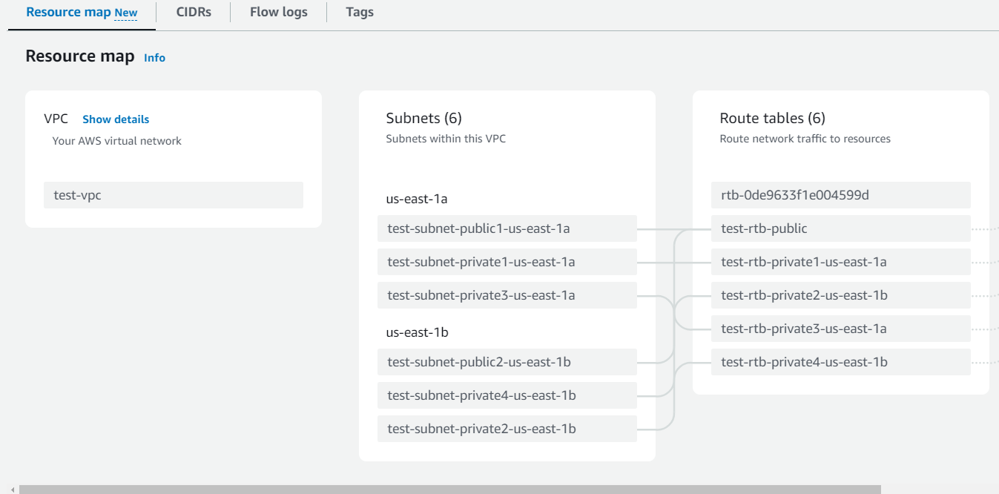 Resource map New CIDRs Flow logs Tags
Resource map Info
VPC Show details
Your AWS virtual network
test-vpc
Subnets (6)
Subnets within this VPC
us-east-1a
test-subnet-public1-us-east-1a
test-subnet-private1-us-east-1a
test-subnet-private3-us-east-1a
us-east-1b
test-subnet-public2-us-east-1b
test-subnet-private4-us-east-1b
test-subnet-private2-us-east-1b
Route tables (6)
Route network traffic to resources
rtb-0de9633f1e004599d
test-rtb-public
test-rtb-private1-us-east-1a
test-rtb-private2-us-east-1b
test-rtb-private3-us-east-1a
test-rtb-private4-us-east-1b